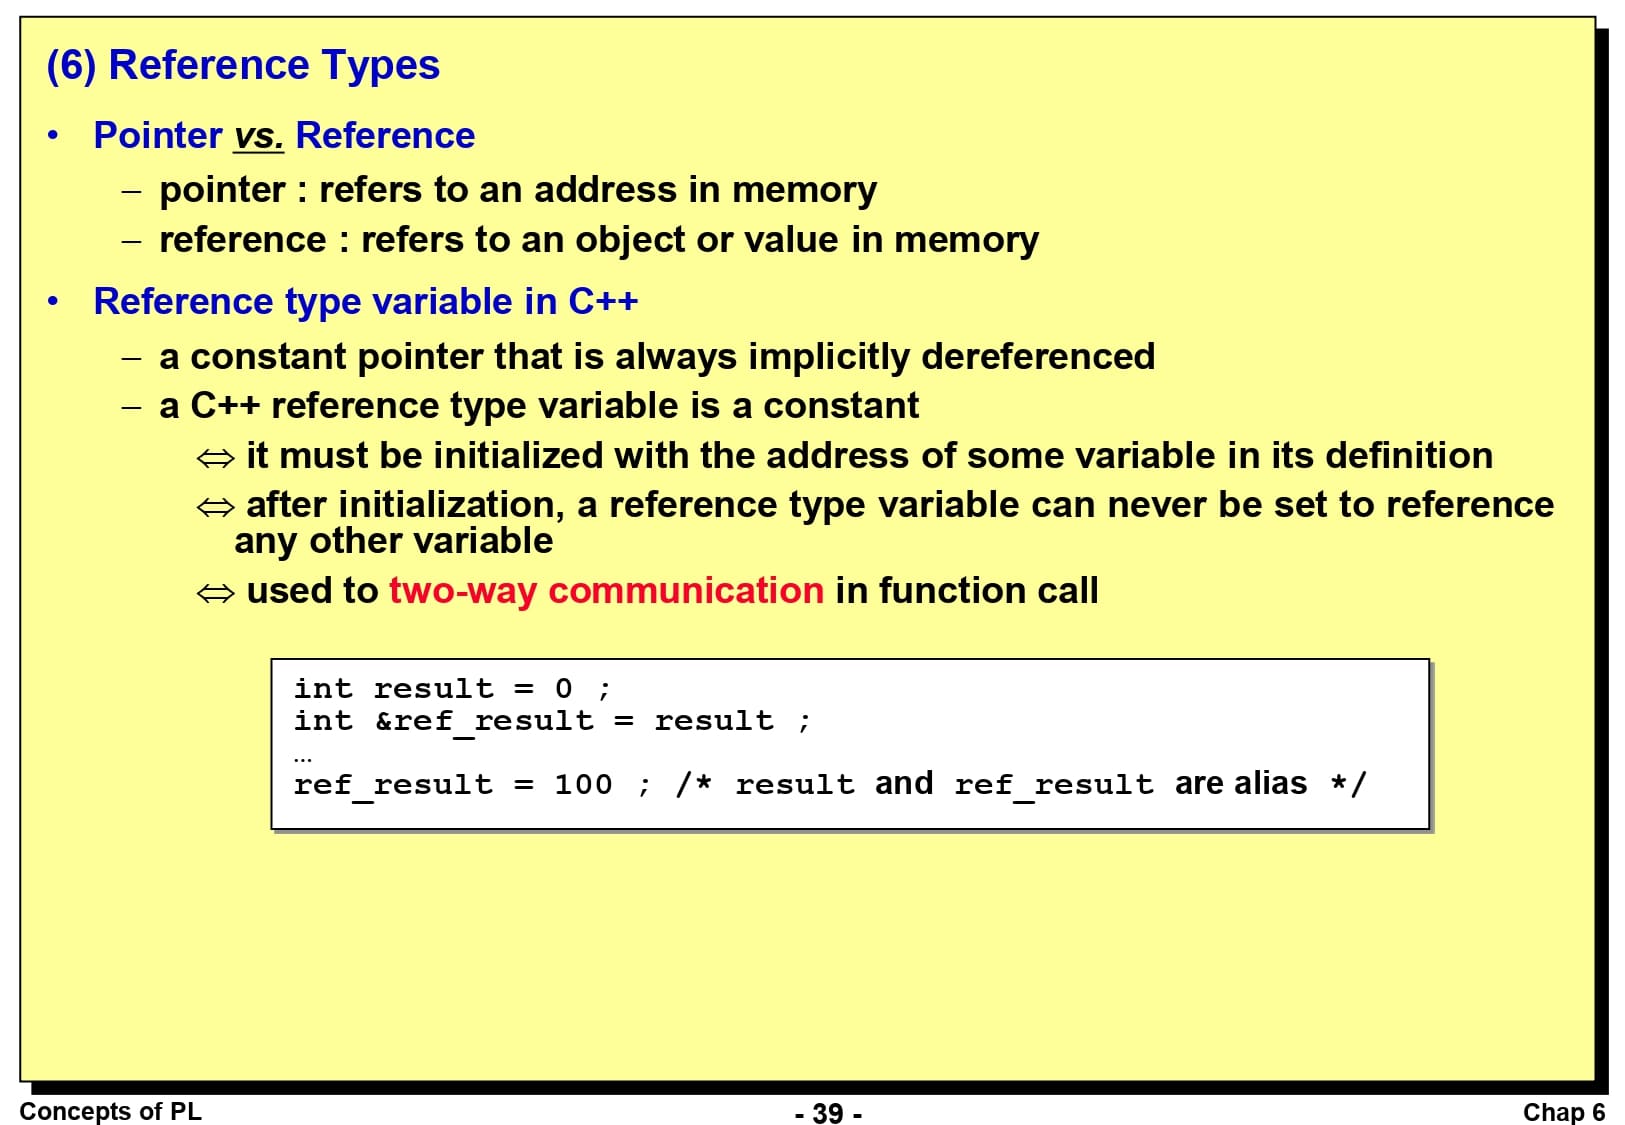 (6) Reference Types
• Pointer vs. Reference
– pointer : refers to an address in memory
– reference : refers to an object or value in memory
• Reference type variable in C++
– a constant pointer that is always implicitly dereferenced
– a C++ reference type variable is a constant
⇔ it must be initialized with the address of some variable in its definition
⇔ after initialization, a reference type variable can never be set to reference
any other variable
⇔ used to two-way communication in function call
int result = 0 ;
int &ref_result = result ;
…
ref_result = 100 ; /* result and ref_result are alias */
Concepts of PL
- 39 -
Chap 6